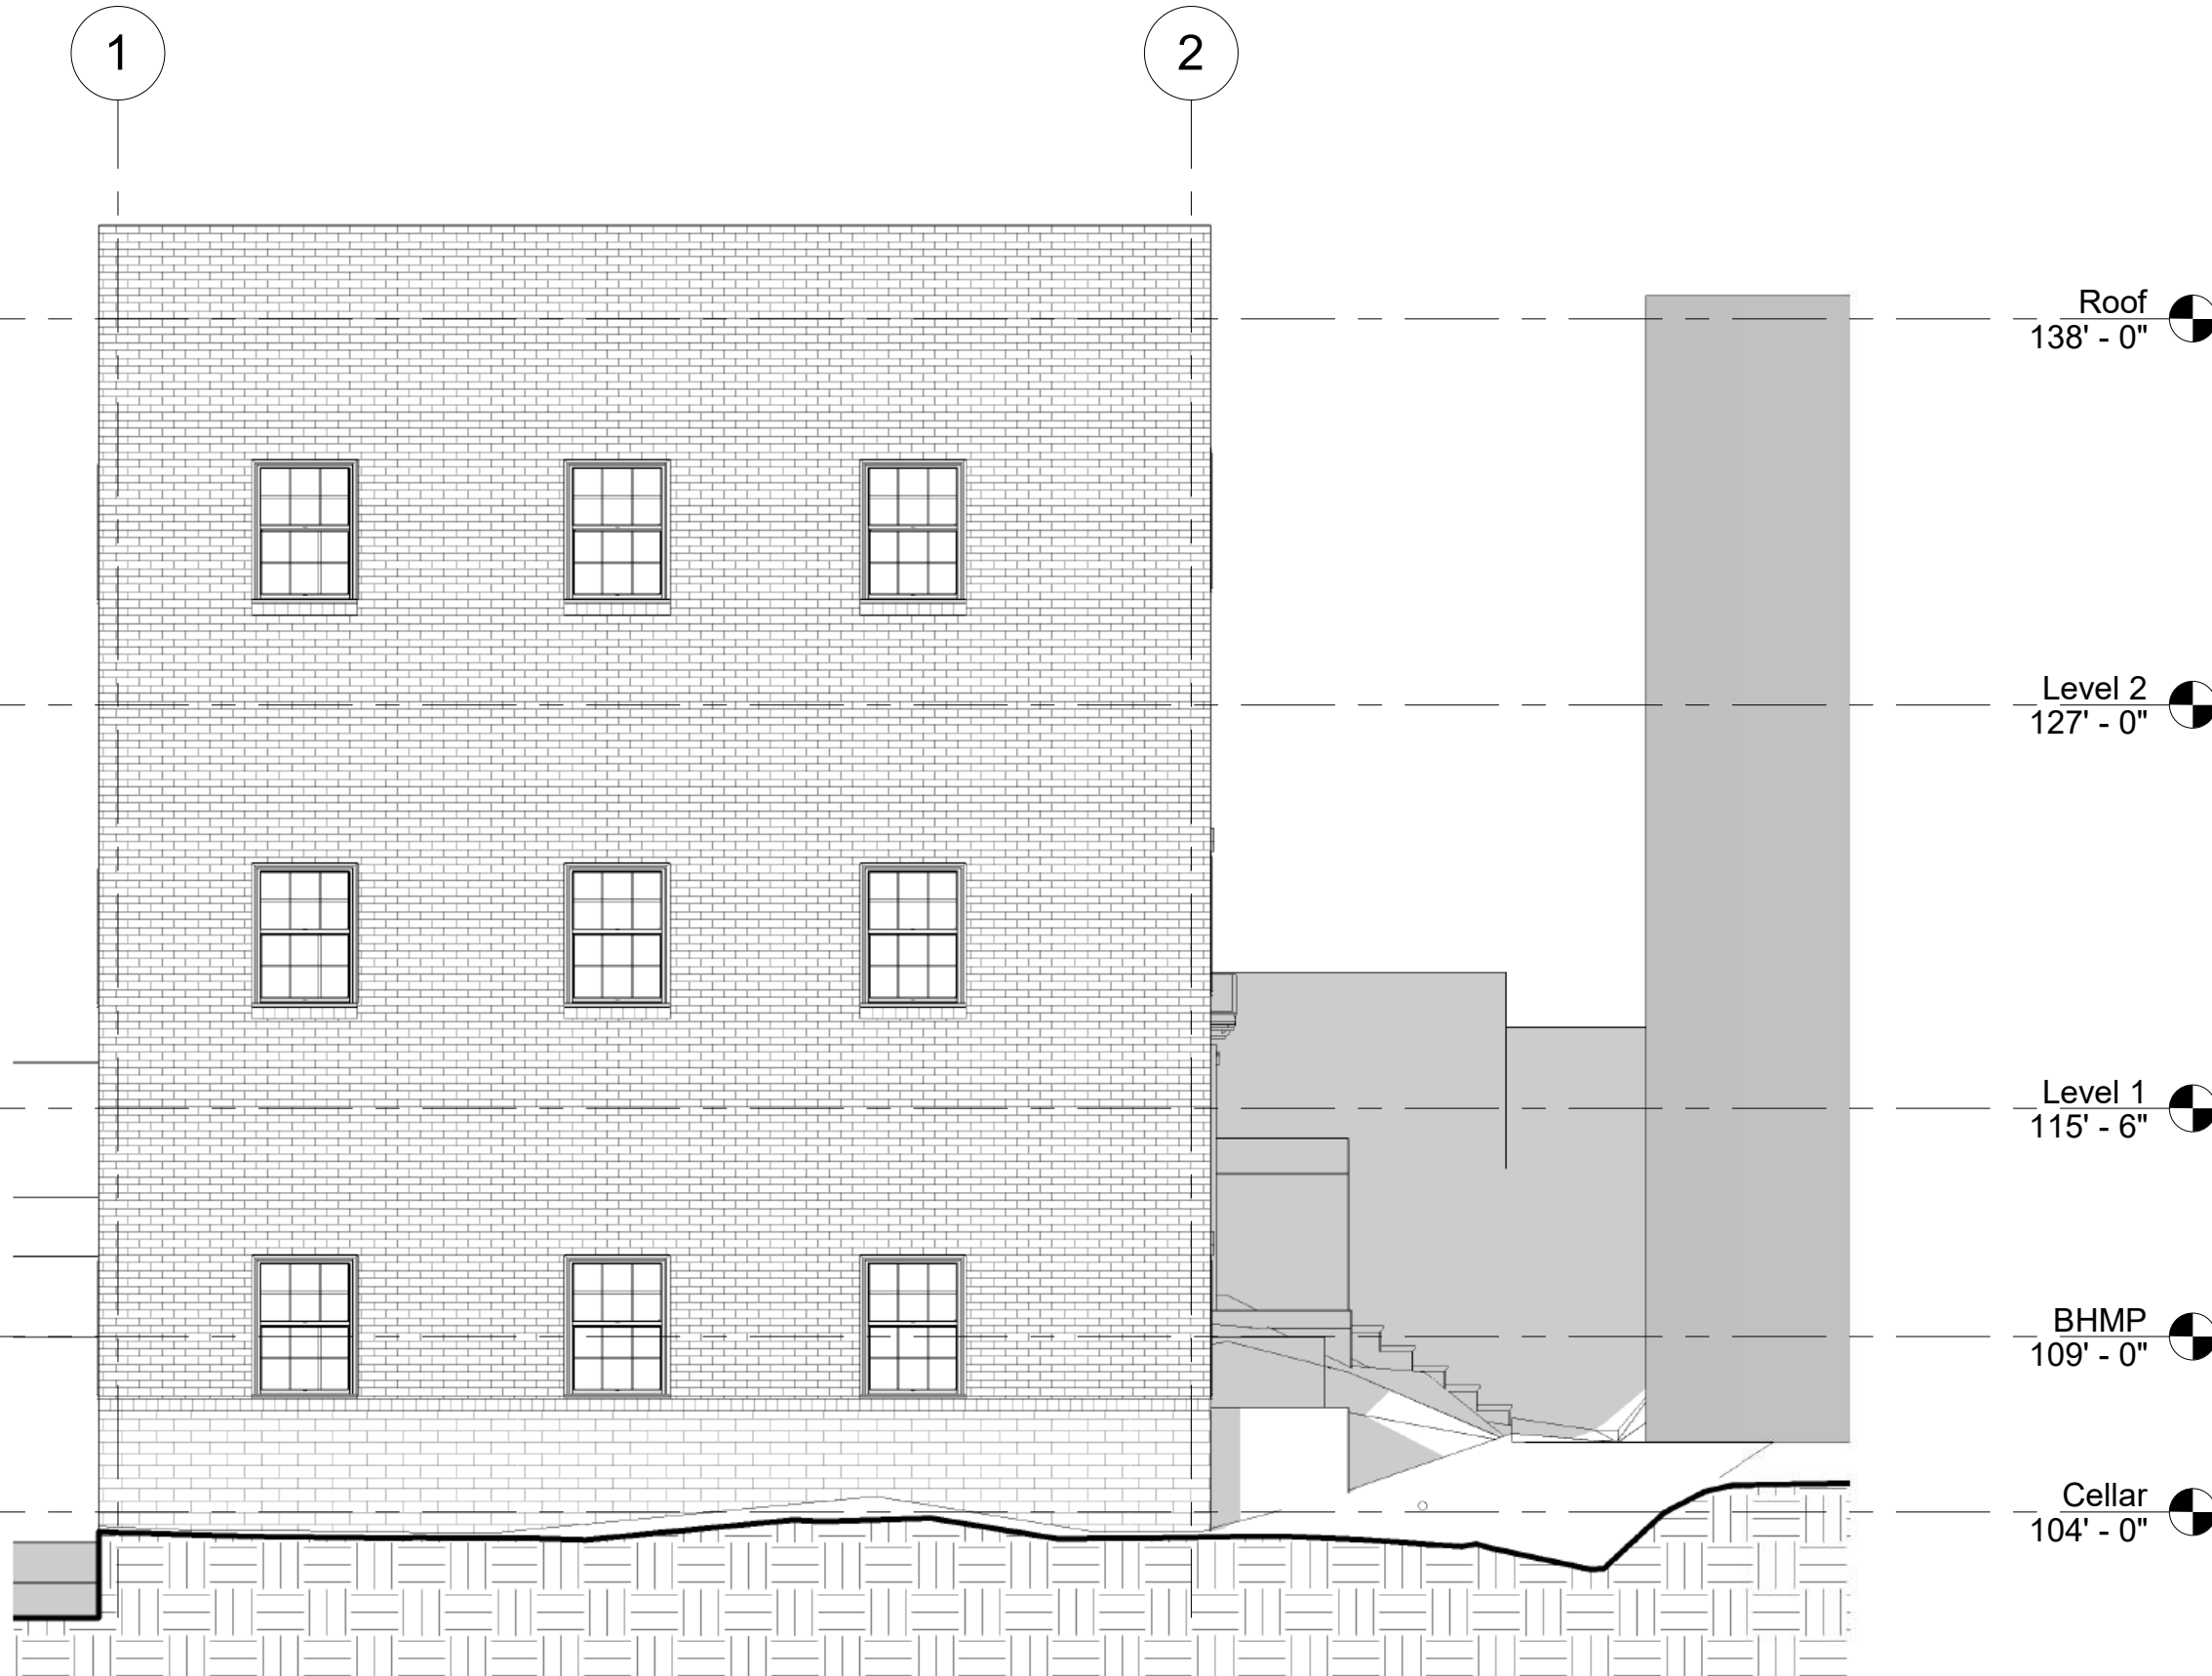 1
2
Roof
138' - 0"
Level 2
127' - 0"
Level 1
115' - 6"
BHMP
109' - 0"
Cellar
104' - 0"